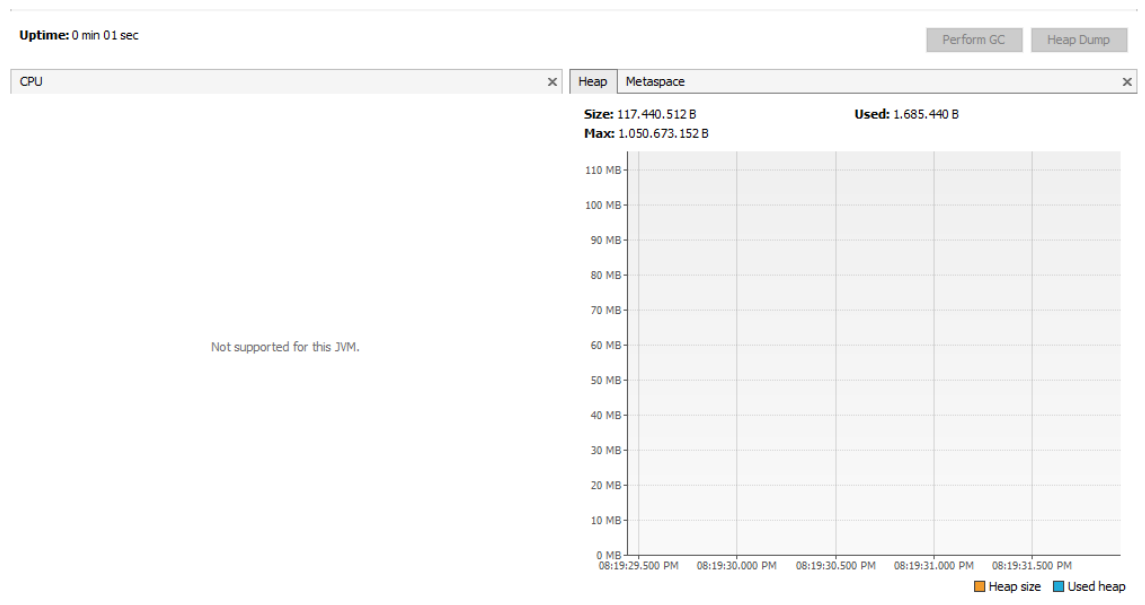 Uptime: 0 min 01 sec
Perform GC
Heap Dump
CPU
Not supported for this JVM.
Heap
Metaspace
Size: 117.440.512 B
Used: 1.685.440 B
Max: 1.050.673.152 B
110 MB
100 MB
90 MB
80 MB
70 MB
60 MB
50 MB
40 MB
30 MB
20 MB
10 MB
0 MB
08:19:29.500 PM
08:19:30.000 PM
08:19:30.500 PM
08:19:31.000 PM
08:19:31.500 PM
Heap size
Used heap